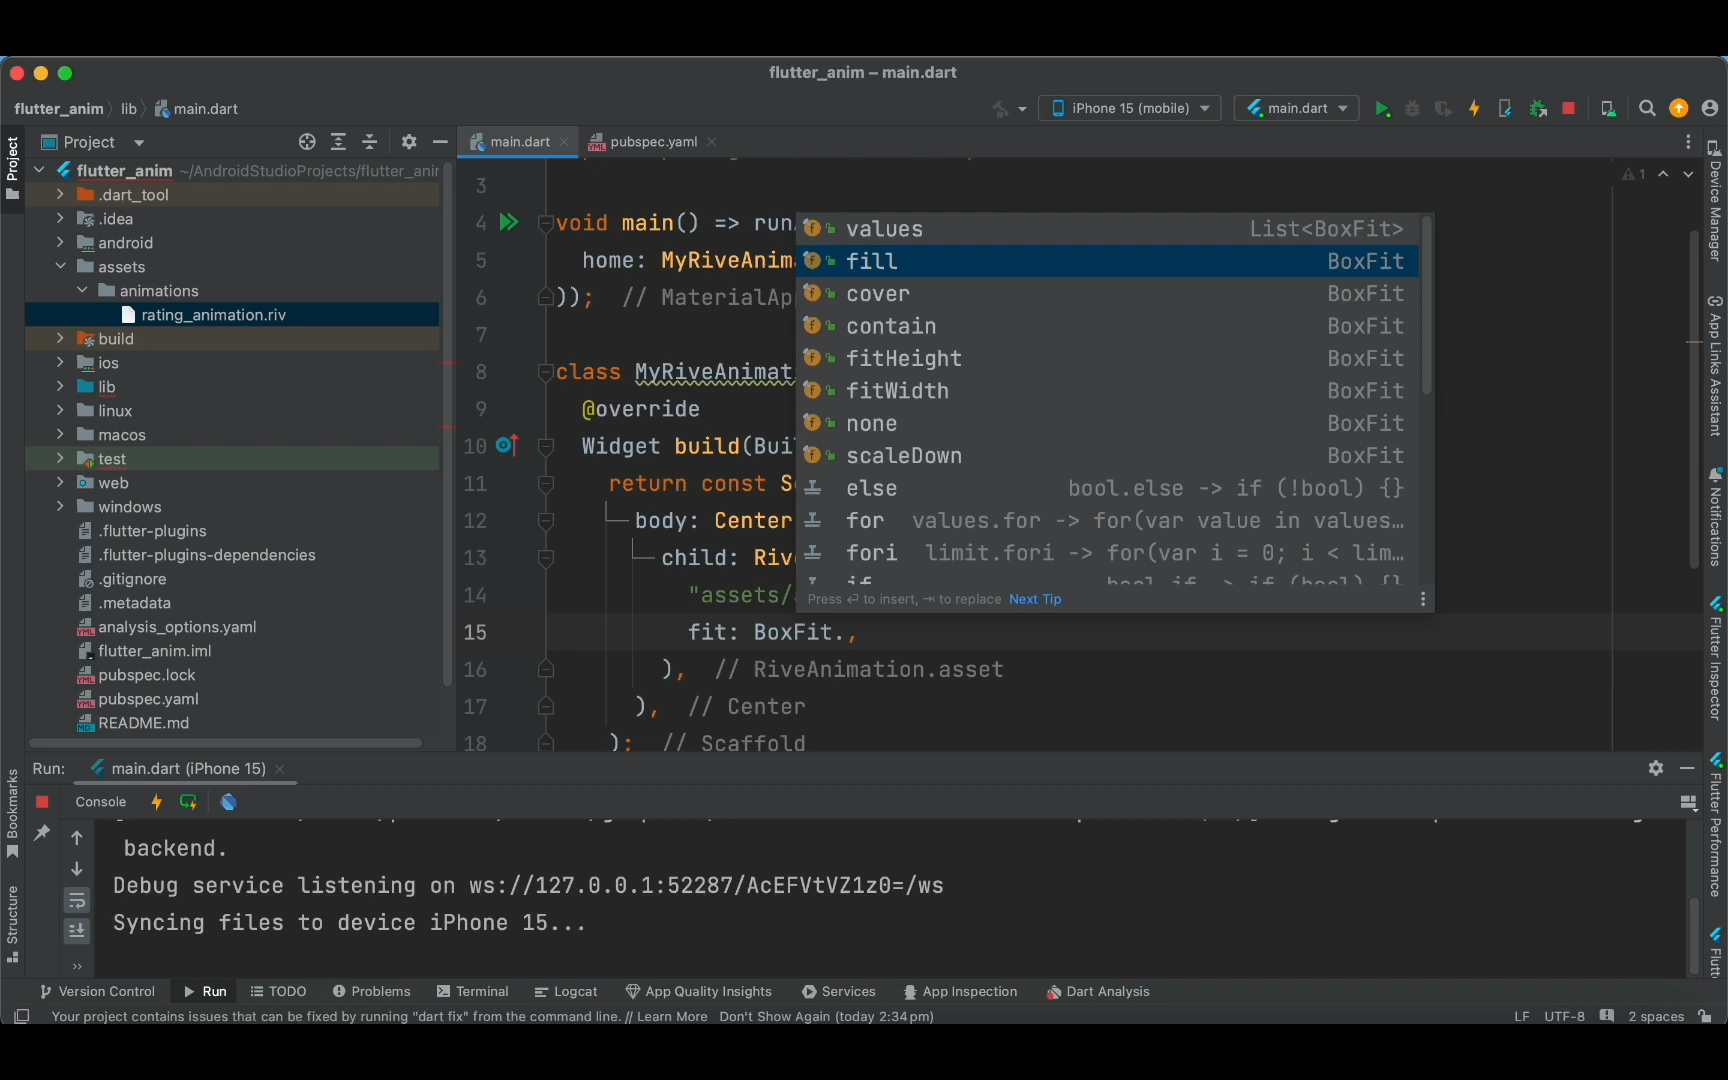 flutter_anim – main.dart
flutter_anim
lib
main.dart
iPhone 15 (mobile)
main.dart
Project
main.dart
pubspec.yaml
flutter_anim ~/AndroidStudioProjects/flutter_ani
.dart_tool
.idea
android
assets
animations
rating_animation.riv
build
ios
lib
linux
macos
test
web
windows
.flutter-plugins
.flutter-plugins-dependencies
.gitignore
.metadata
analysis_options.yaml
flutter_anim.iml
pubspec.lock
pubspec.yaml
README.md
Project
Bookmarks
Structure
1
3
4 void main() => run
5 home: MyRiveAnim
6 )); // MaterialAp
7
8 class MyRiveAnimat
9 @override
10 Widget build(Bui
11 return const S
12 body: Center
13 child: Riv
14 "assets/
15 fit: BoxFit.,
16 ), // RiveAnimation.asset
17 ), // Center
18 ); // Scaffold
values List<BoxFit>
fill BoxFit
cover BoxFit
contain BoxFit
fitHeight BoxFit
fitWidth BoxFit
none BoxFit
scaleDown BoxFit
else bool.else -> if (!bool) {}
for values.for -> for(var value in values…
fori limit.fori -> for(var i = 0; i < lim…
if bool.if -> if (bool) {}
Press ↩ to insert, ⇥ to replace Next Tip
Device Manager
App Links Assistant
Notifications
Flutter Inspector
Flutter Performance
Flutt
Run: main.dart (iPhone 15)
Console
backend.
Debug service listening on ws://127.0.0.1:52287/AcEFVtVZ1z0=/ws
Syncing files to device iPhone 15...
Version Control
Run
TODO
Problems
Terminal
Logcat
App Quality Insights
Services
App Inspection
Dart Analysis
Your project contains issues that can be fixed by running "dart fix" from the command line. // Learn More Don't Show Again (today 2:34 pm)
LF UTF-8 2 spaces